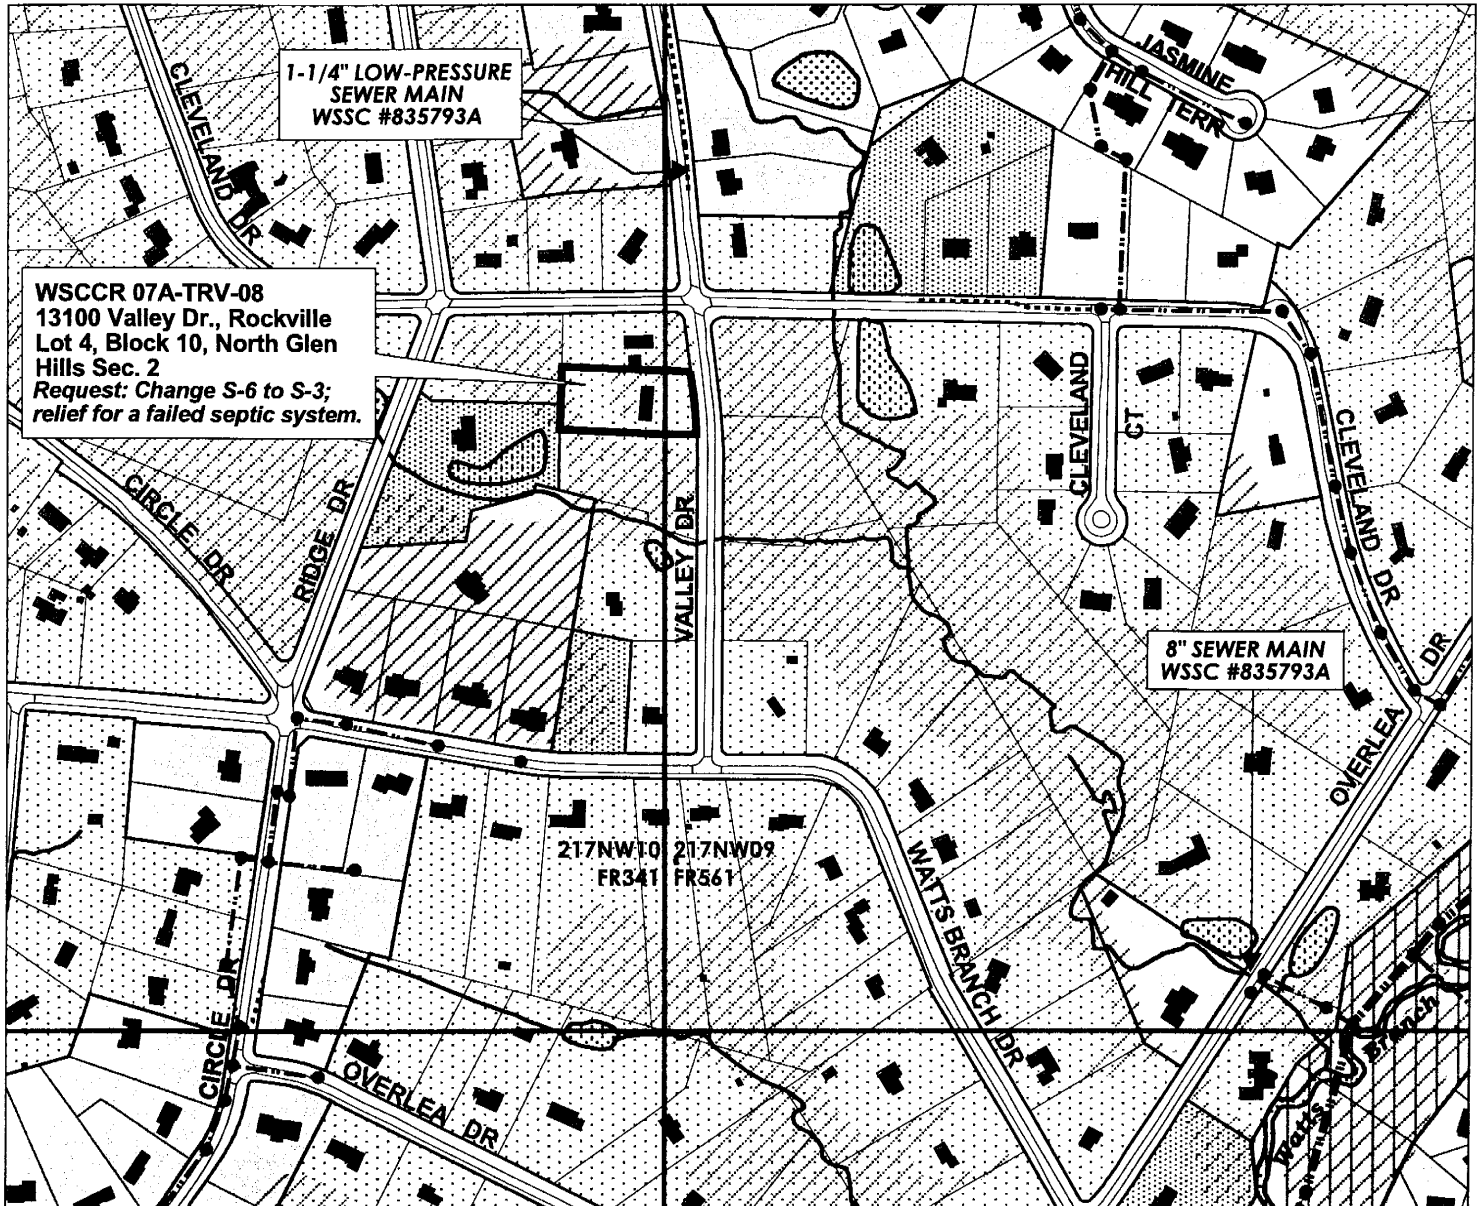 JASMINE
HILL TERR
CLEVELAND DR
1-1/4" LOW-PRESSURE
SEWER MAIN
WSSC #835793A
WSCCR 07A-TRV-08
13100 Valley Dr., Rockville
Lot 4, Block 10, North Glen
Hills Sec. 2
Request: Change S-6 to S-3;
relief for a failed septic system.
CLEVELAND
CT
CLEVELAND DR
CIRCLE DR
RIDGE DR
VALLEY DR
8" SEWER MAIN
WSSC #835793A
OVERLEA DR
217NW10 217NW09
FR341 FR561
WATTS BRANCH DR
CIRCLE DR
OVERLEA DR
Watts Branch